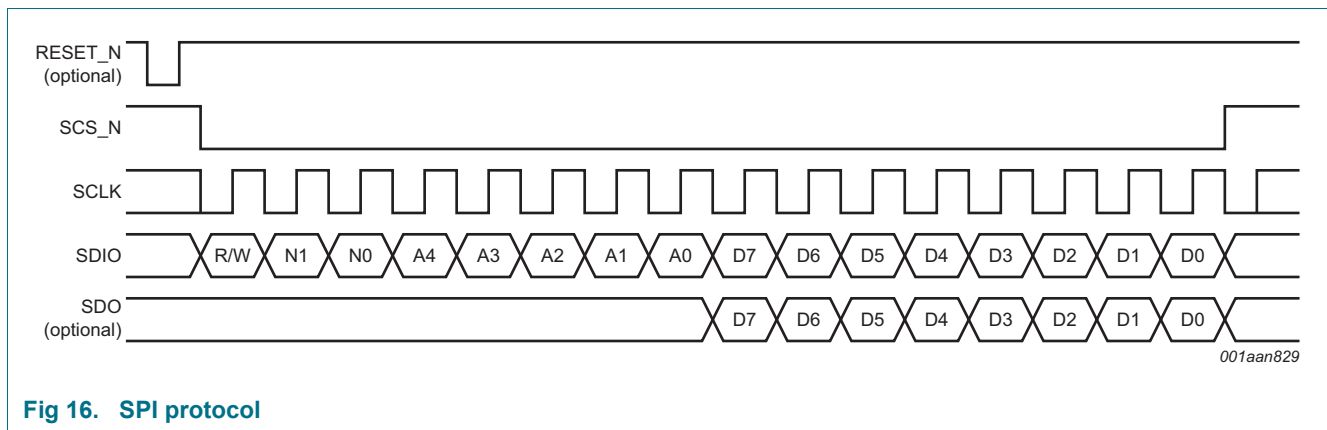 RESET_N
(optional)
SCS_N
SCLK
SDIO R/W N1 N0 A4 A3 A2 A1 A0 D7 D6 D5 D4 D3 D2 D1 D0
SDO
(optional) D7 D6 D5 D4 D3 D2 D1 D0
001aan829
Fig 16. SPI protocol